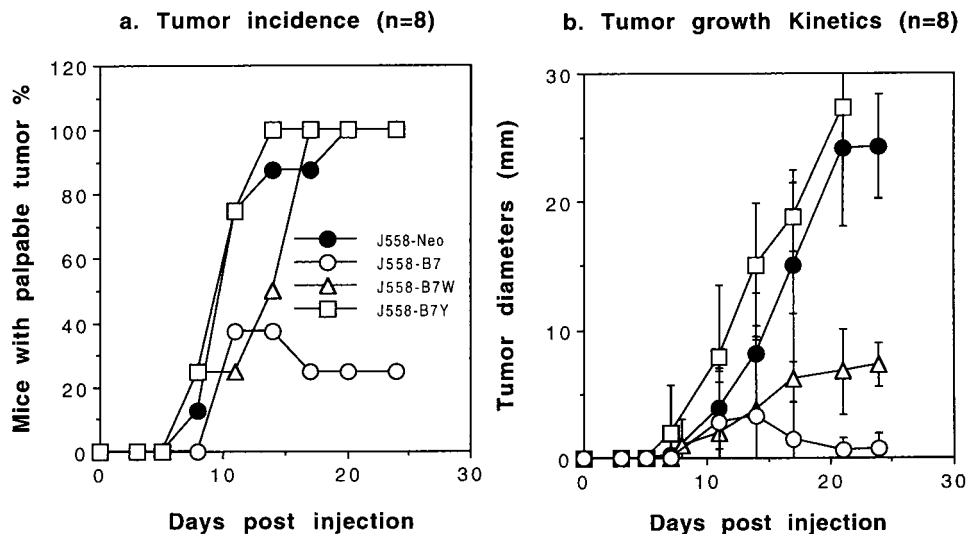 a. Tumor incidence (n=8)
b. Tumor growth Kinetics (n=8)
Mice with palpable tumor %
120
100
80
60
40
20
0
0
10
20
30
Days post injection
J558-Neo
J558-B7
J558-B7W
J558-B7Y
Tumor diameters (mm)
30
20
10
0
0
10
20
30
Days post injection